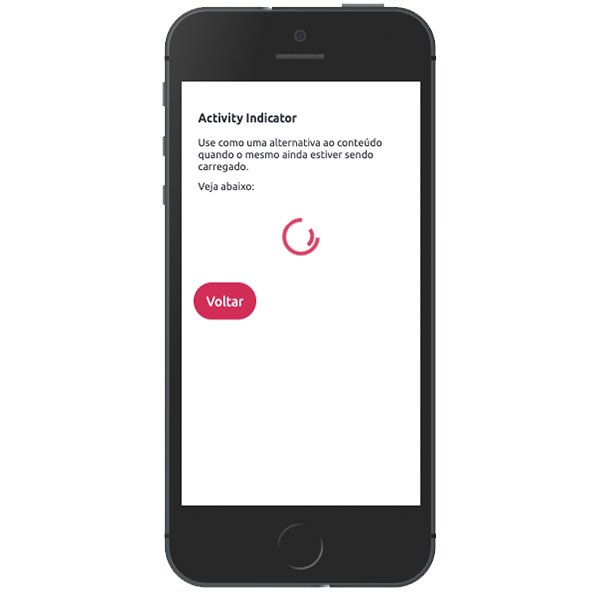 Activity Indicator
Use como uma alternativa ao conteúdo
quando o mesmo ainda estiver sendo
carregado.
Veja abaixo:
Voltar